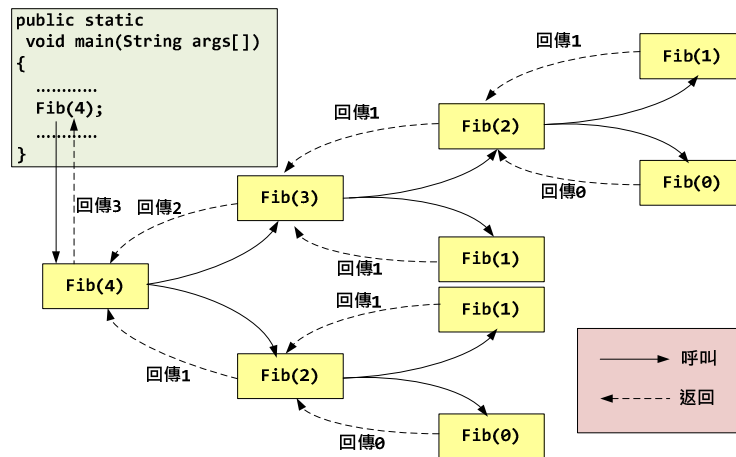 public static
void main(String args[])
{
............
Fib(4);
............
}
回傳3
回傳2
回傳1
回傳1
Fib(1)
Fib(2)
Fib(0)
回傳0
Fib(3)
Fib(1)
回傳1
Fib(4)
回傳1
Fib(1)
回傳1
Fib(2)
Fib(0)
回傳0
呼叫
返回